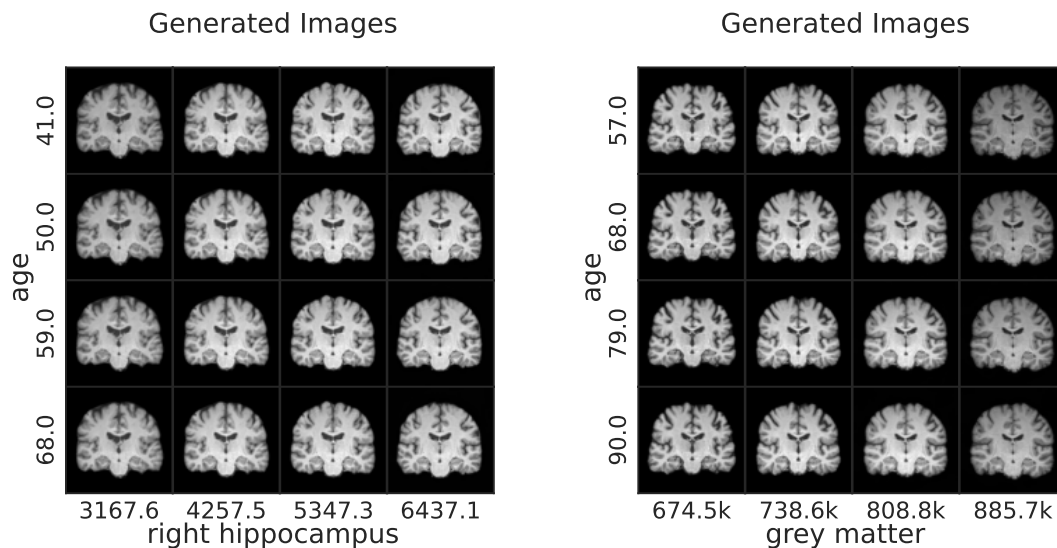 Generated Images
age
41.0
50.0
59.0
68.0
3167.6 4257.5 5347.3 6437.1
right hippocampus
Generated Images
age
57.0
68.0
79.0
90.0
674.5k 738.6k 808.8k 885.7k
grey matter